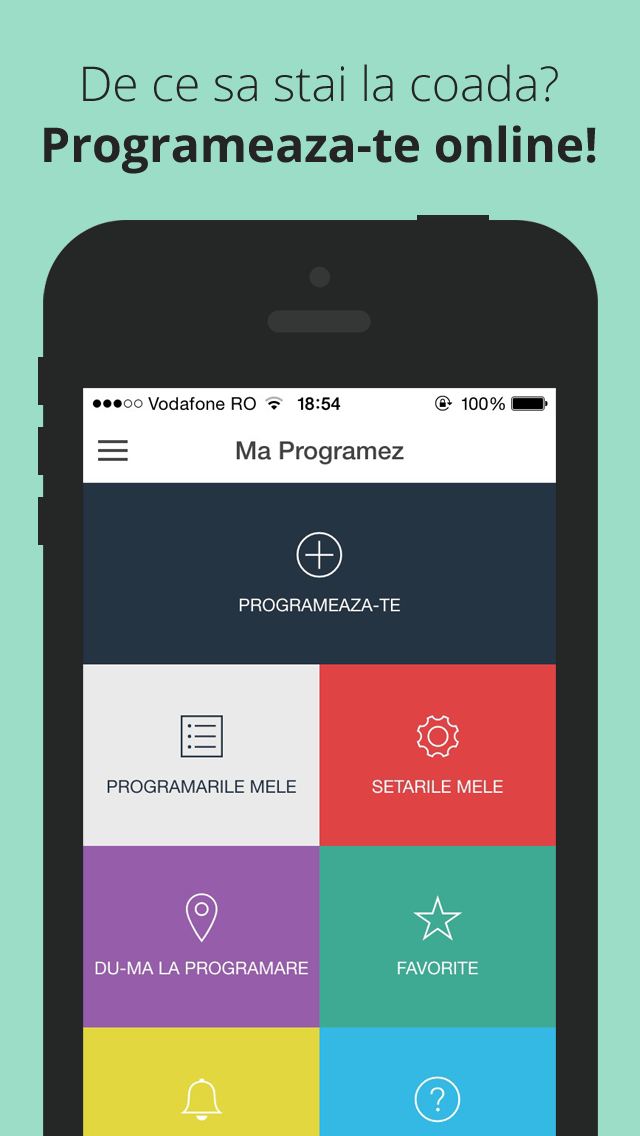 De ce sa stai la coada?
Programeaza-te online!
Vodafone RO 18:54 100%
Ma Programez
PROGRAMEAZA-TE
PROGRAMARILE MELE
SETARILE MELE
DU-MA LA PROGRAMARE
FAVORITE
?